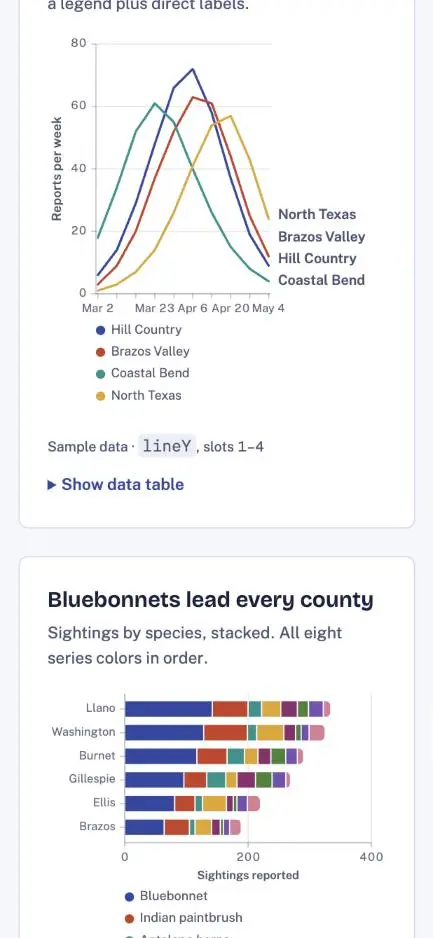 a legend plus direct labels.
80
60
40
20
0
Reports per week
North Texas
Brazos Valley
Hill Country
Coastal Bend
Mar 2 Mar 23 Apr 6 Apr 20 May 4
Hill Country
Brazos Valley
Coastal Bend
North Texas
Sample data · lineY, slots 1–4
Show data table
Bluebonnets lead every county
Sightings by species, stacked. All eight
series colors in order.
Llano
Washington
Burnet
Gillespie
Ellis
Brazos
0 200 400
Sightings reported
Bluebonnet
Indian paintbrush